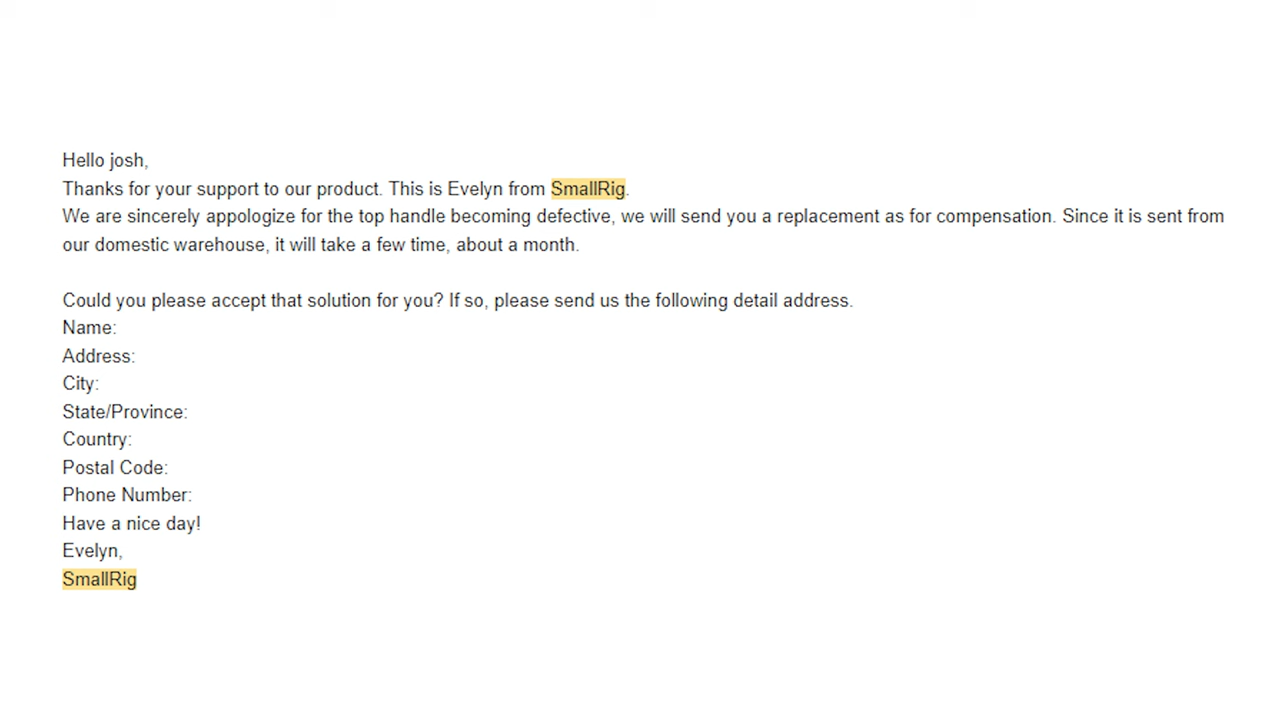 Hello josh,
Thanks for your support to our product. This is Evelyn from SmallRig.
We are sincerely appologize for the top handle becoming defective, we will send you a replacement as for compensation. Since it is sent from
our domestic warehouse, it will take a few time, about a month.
Could you please accept that solution for you? If so, please send us the following detail address.
Name:
Address:
City:
State/Province:
Country:
Postal Code:
Phone Number:
Have a nice day!
Evelyn,
SmallRig